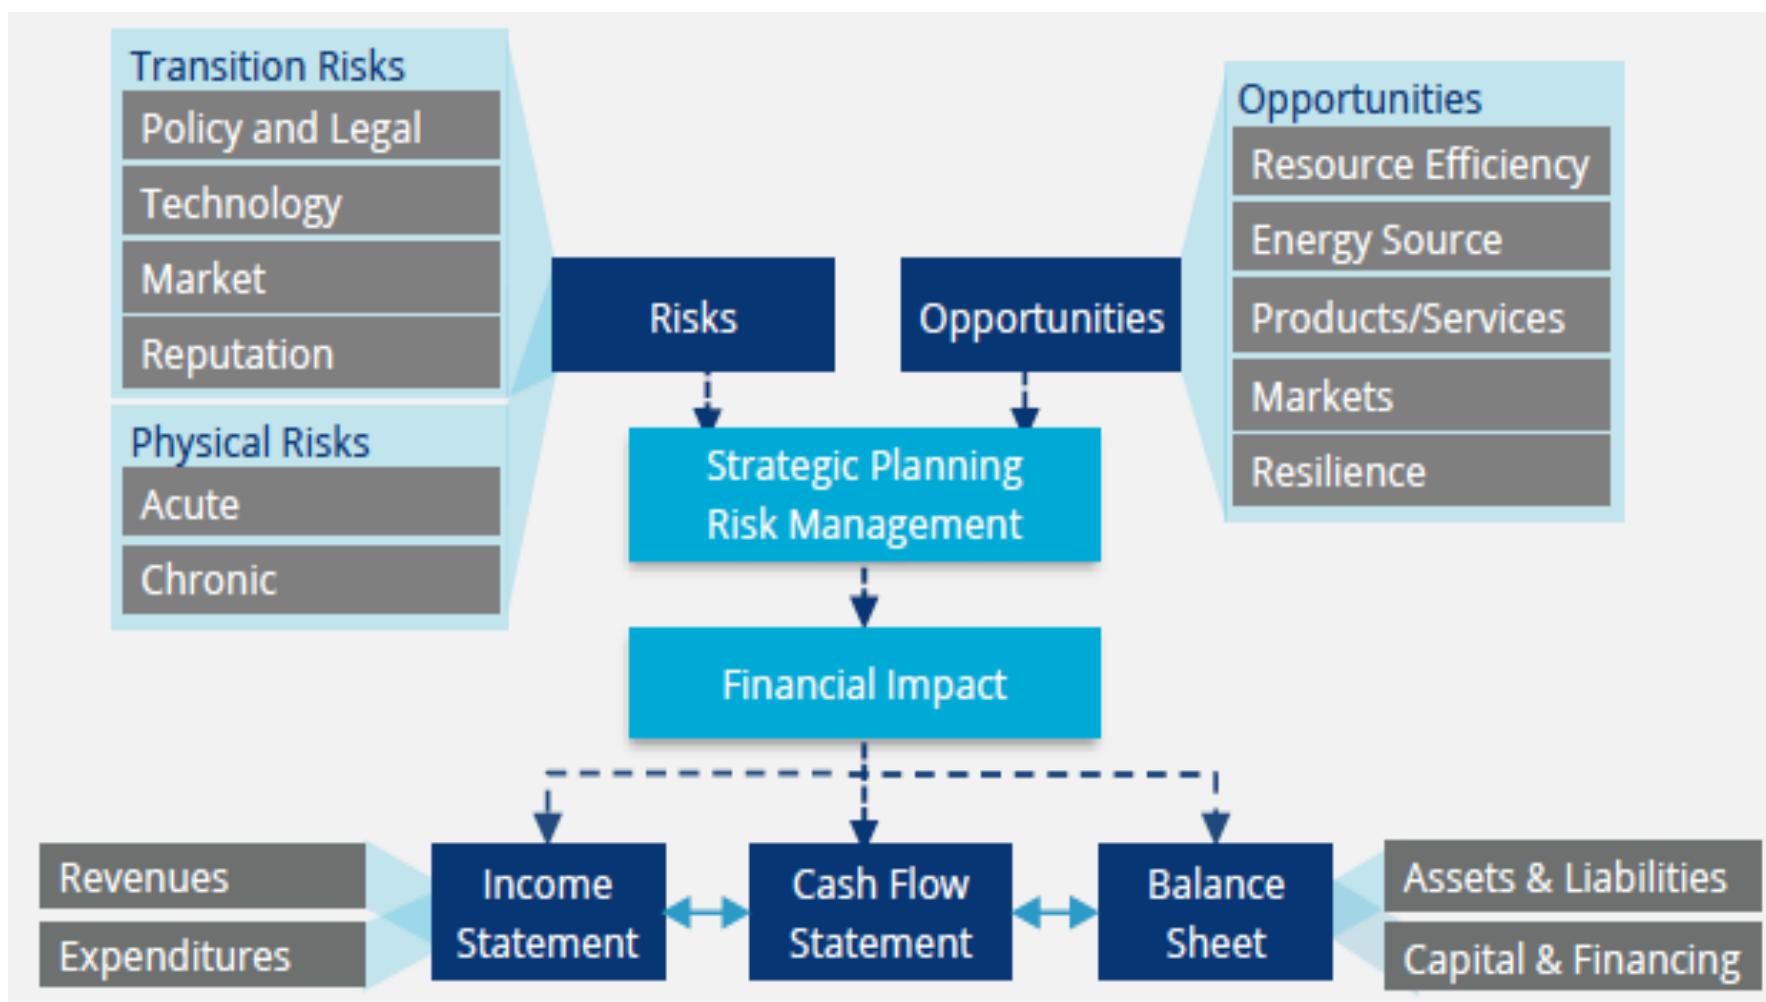 Transition Risks
Policy and Legal
Technology
Market
Reputation
Physical Risks
Acute
Chronic
Risks
Opportunities
Opportunities
Resource Efficiency
Energy Source
Products/Services
Markets
Resilience
Strategic Planning
Risk Management
Financial Impact
Revenues
Expenditures
Income
Statement
Cash Flow
Statement
Balance
Sheet
Assets & Liabilities
Capital & Financing